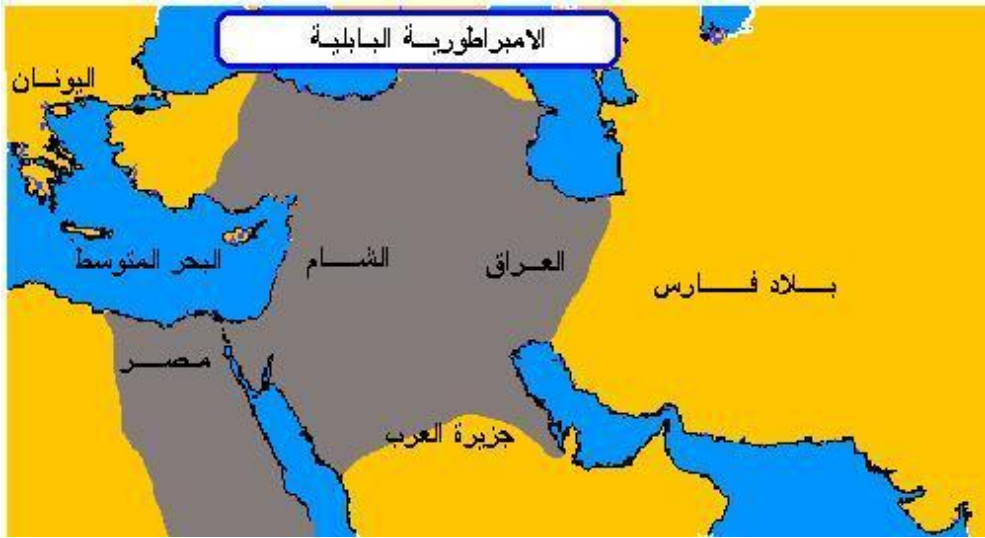 الامبراطورية البابلية
اليونان
البحر المتوسط
الشام
العراق
بلاد فارس
مصر
جزيرة العرب